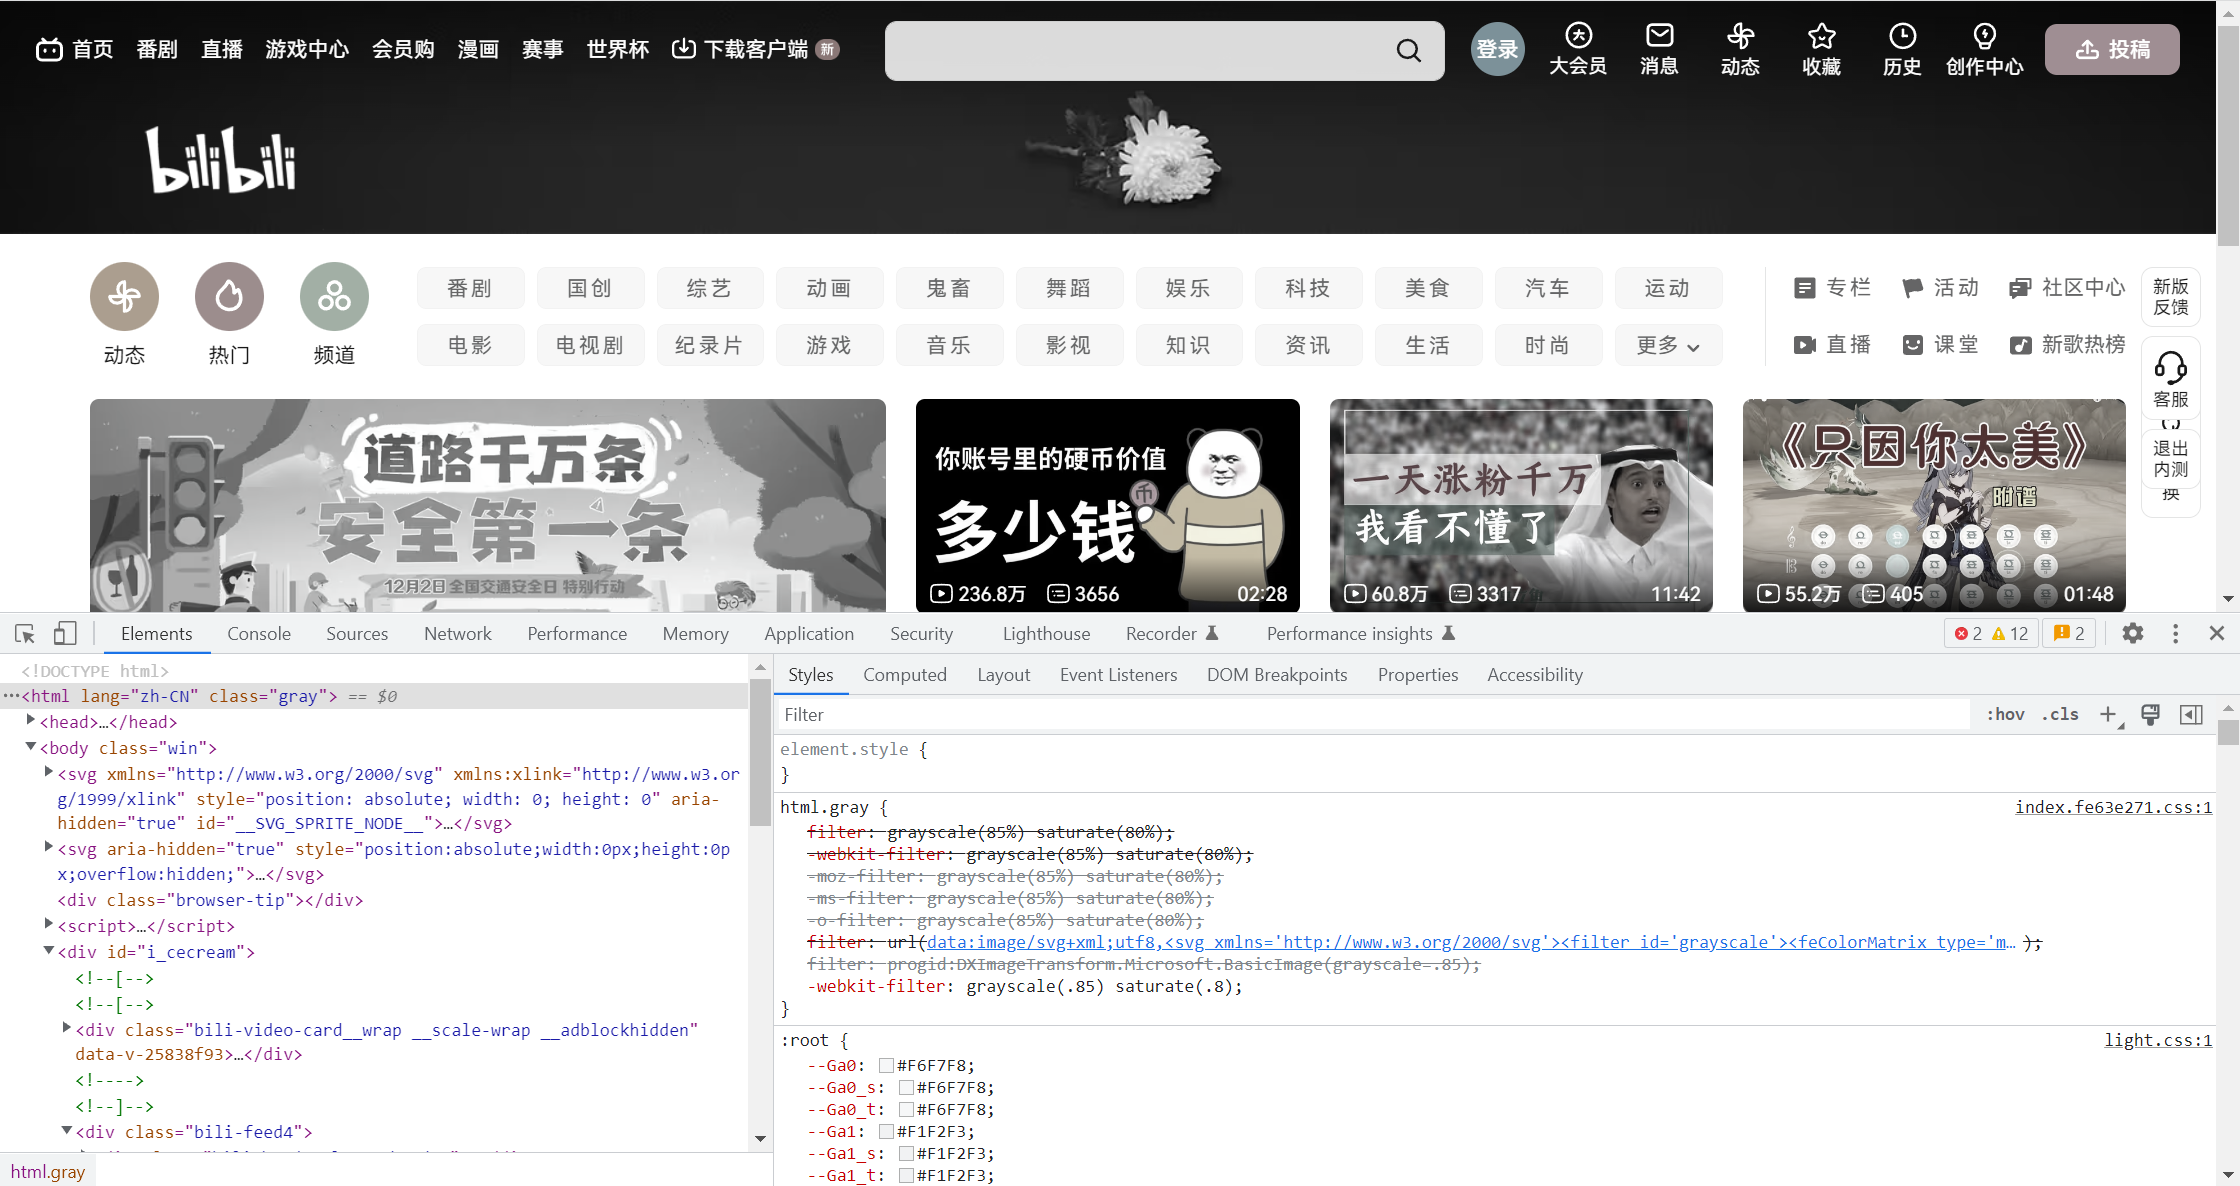 首页 番剧 直播 游戏中心 会员购 漫画 赛事 世界杯 下载客户端 新
登录 大会员 消息 动态 收藏 历史 创作中心 投稿
bilibili
动态 热门 频道
番剧 国创 综艺 动画 鬼畜 舞蹈 娱乐 科技 美食 汽车 运动
电影 电视剧 纪录片 游戏 音乐 影视 知识 资讯 生活 时尚 更多
专栏 活动 社区中心
直播 课堂 新歌热榜
新版
反馈
客服
退出
内测
换
道路千万条
安全第一条
12月2日 全国交通安全日 特别行动
你账号里的硬币价值
币
多少钱
236.8万 3656 02:28
一天涨粉千万
我看不懂了
60.8万 3317 11:42
《只因你太美》
附谱
55.2万 405 01:48
Elements Console Sources Network Performance Memory Application Security Lighthouse Recorder Performance insights 2 12 2
<!DOCTYPE html>
···<html lang="zh-CN" class="gray"> == $0
<head>…</head>
<body class="win">
<svg xmlns="http://www.w3.org/2000/svg" xmlns:xlink="http://www.w3.or
g/1999/xlink" style="position: absolute; width: 0; height: 0" aria-
hidden="true" id="__SVG_SPRITE_NODE__">…</svg>
<svg aria-hidden="true" style="position:absolute;width:0px;height:0p
x;overflow:hidden;">…</svg>
<div class="browser-tip"></div>
<script>…</script>
<div id="i_cecream">
<!--[-->
<!--[-->
<div class="bili-video-card__wrap __scale-wrap __adblockhidden"
data-v-25838f93>…</div>
<!---->
<!--]-->
<div class="bili-feed4">
html.gray
Styles Computed Layout Event Listeners DOM Breakpoints Properties Accessibility
Filter :hov .cls
element.style {
}
html.gray { index.fe63e271.css:1
filter: grayscale(85%) saturate(80%);
-webkit-filter: grayscale(85%) saturate(80%);
-moz-filter: grayscale(85%) saturate(80%);
-ms-filter: grayscale(85%) saturate(80%);
-o-filter: grayscale(85%) saturate(80%);
filter: url(data:image/svg+xml;utf8,<svg xmlns='http://www.w3.org/2000/svg'><filter id='grayscale'><feColorMatrix type='m… );
filter: progid:DXImageTransform.Microsoft.BasicImage(grayscale=.85);
-webkit-filter: grayscale(.85) saturate(.8);
}
:root { light.css:1
--Ga0: #F6F7F8;
--Ga0_s: #F6F7F8;
--Ga0_t: #F6F7F8;
--Ga1: #F1F2F3;
--Ga1_s: #F1F2F3;
--Ga1_t: #F1F2F3;